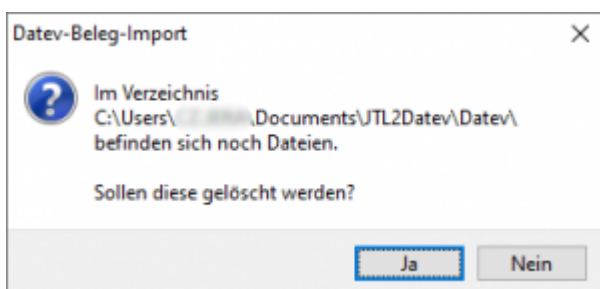 Datev-Beleg-Import
Im Verzeichnis
C:\Users\ \Documents\JTL2Datev\Datev\
befinden sich noch Dateien.
Sollen diese gelöscht werden?
Ja
Nein